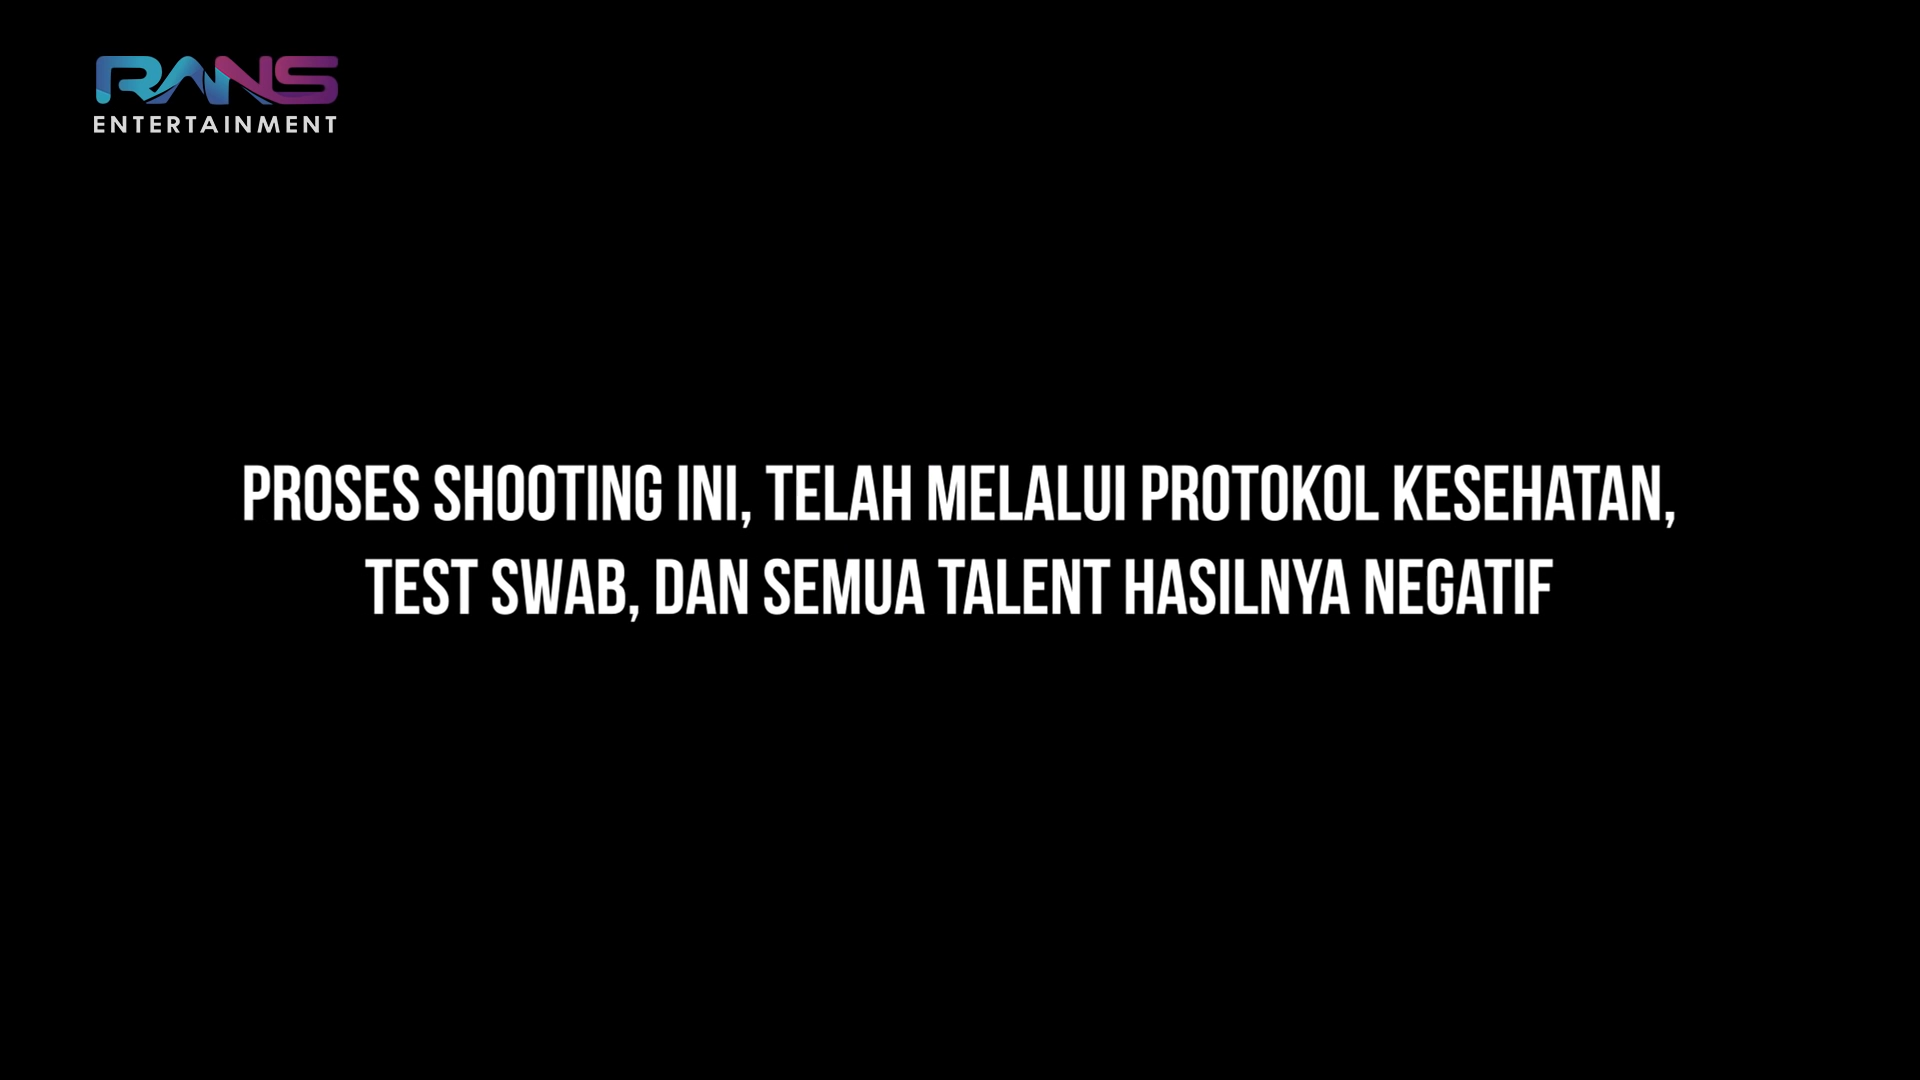 RANS
ENTERTAINMENT
PROSES SHOOTING INI, TELAH MELALUI PROTOKOL KESEHATAN,
TEST SWAB, DAN SEMUA TALENT HASILNYA NEGATIF